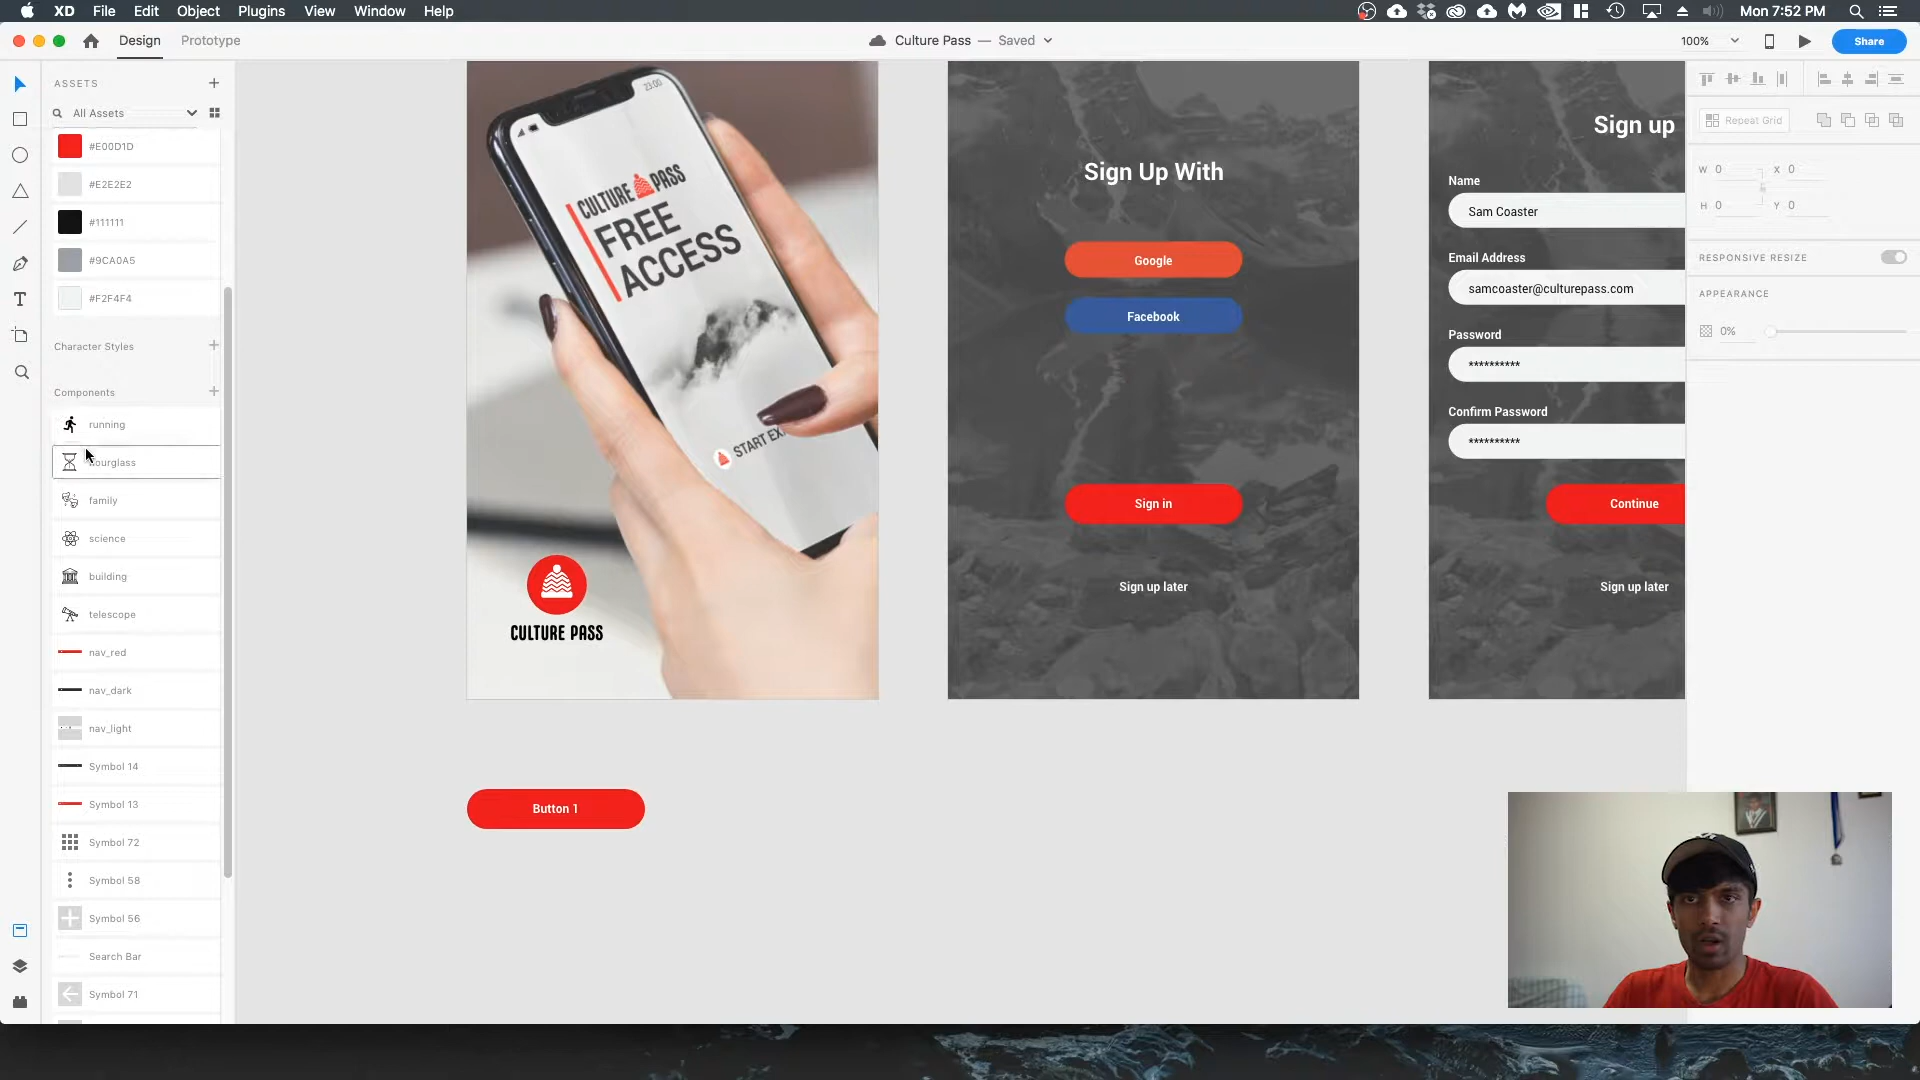 XD File Edit Object Plugins View Window Help
Mon 7:52 PM
Design Prototype
Culture Pass — Saved
100%
Share
ASSETS
All Assets
#E00D1D
#E2E2E2
#111111
#9CA0A5
#F2F4F4
Character Styles
Components
running
hourglass
family
science
building
telescope
nav_red
nav_dark
nav_light
Symbol 14
Symbol 13
Symbol 72
Symbol 58
Symbol 56
Search Bar
Symbol 71
23:00
CULTURE PASS
FREE
ACCESS
START EX
CULTURE PASS
Button 1
Sign Up With
Google
Facebook
Sign in
Sign up later
Sign up
Name
Sam Coaster
Email Address
samcoaster@culturepass.com
Password
**********
Confirm Password
**********
Continue
Sign up later
Repeat Grid
W 0 X 0
H 0 Y 0
RESPONSIVE RESIZE
APPEARANCE
0%